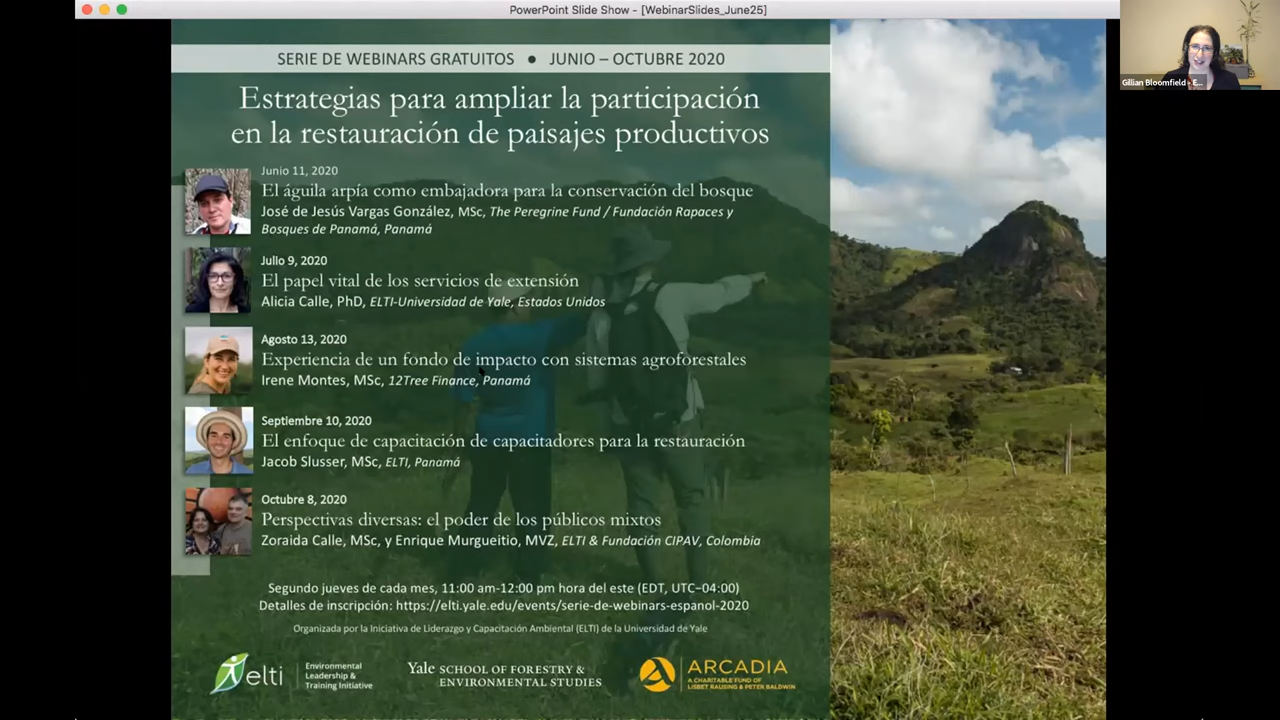 PowerPoint Slide Show - [WebinarSlides_June25]
Gillian Bloomfield - E...
SERIE DE WEBINARS GRATUITOS ● JUNIO – OCTUBRE 2020
Estrategias para ampliar la participación
en la restauración de paisajes productivos
Junio 11, 2020
El águila arpía como embajadora para la conservación del bosque
José de Jesús Vargas González, MSc, The Peregrine Fund / Fundación Rapaces y
Bosques de Panamá, Panamá
Julio 9, 2020
El papel vital de los servicios de extensión
Alicia Calle, PhD, ELTI-Universidad de Yale, Estados Unidos
Agosto 13, 2020
Experiencia de un fondo de impacto con sistemas agroforestales
Irene Montes, MSc, 12Tree Finance, Panamá
Septiembre 10, 2020
El enfoque de capacitación de capacitadores para la restauración
Jacob Slusser, MSc, ELTI, Panamá
Octubre 8, 2020
Perspectivas diversas: el poder de los públicos mixtos
Zoraida Calle, MSc, y Enrique Murgueitio, MVZ, ELTI & Fundación CIPAV, Colombia
Segundo jueves de cada mes, 11:00 am-12:00 pm hora del este (EDT, UTC−04:00)
Detalles de inscripción: https://elti.yale.edu/events/serie-de-webinars-espanol-2020
Organizada por la Iniciativa de Liderazgo y Capacitación Ambiental (ELTI) de la Universidad de Yale
elti
Environmental
Leadership &
Training Initiative
Yale SCHOOL OF FORESTRY &
ENVIRONMENTAL STUDIES
ARCADIA
A CHARITABLE FUND OF
LISBET RAUSING & PETER BALDWIN